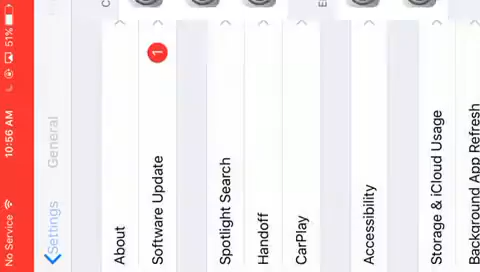 No Service 10:56 AM 51%
Settings General
About
Software Update 1
Spotlight Search
Handoff
CarPlay
Accessibility
Storage & iCloud Usage
Background App Refresh